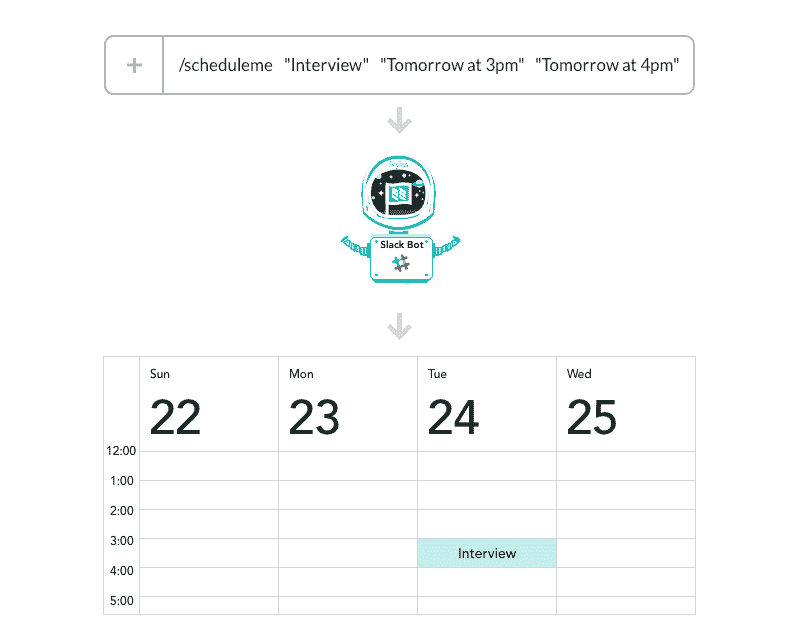 + /scheduleme "Interview" "Tomorrow at 3pm" "Tomorrow at 4pm"
Nylas
Slack Bot
Sun Mon Tue Wed
22 23 24 25
12:00
1:00
2:00
3:00
Interview
4:00
5:00